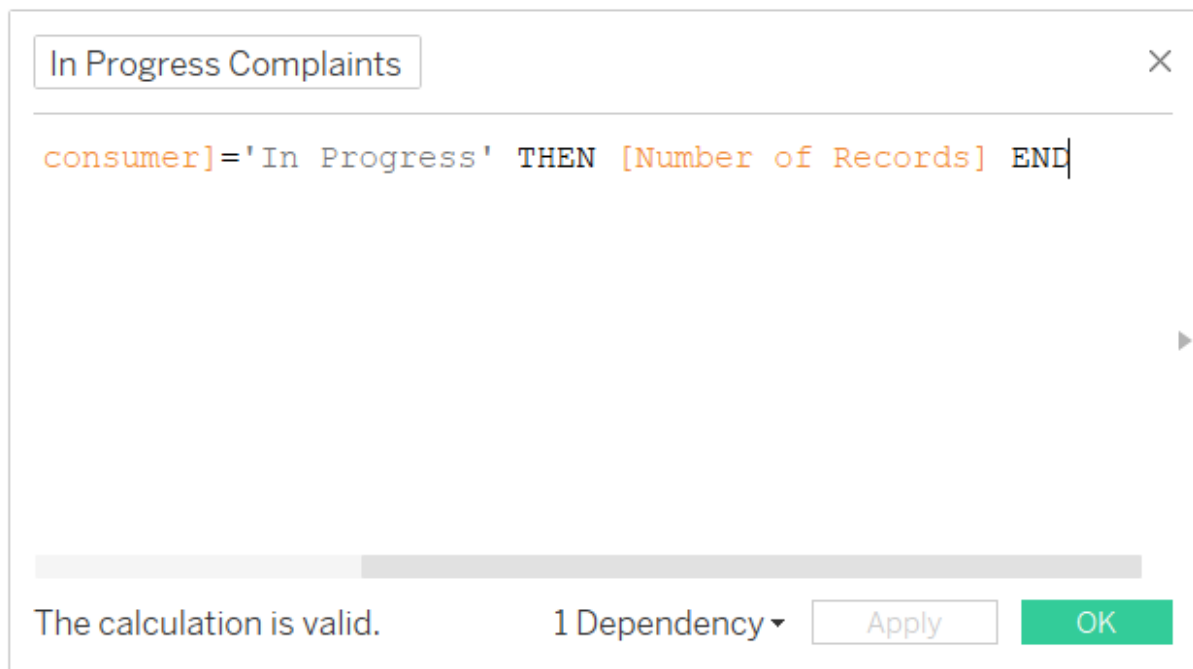 In Progress Complaints
consumer]='In Progress' THEN [Number of Records] END
The calculation is valid.
1 Dependency
Apply
OK